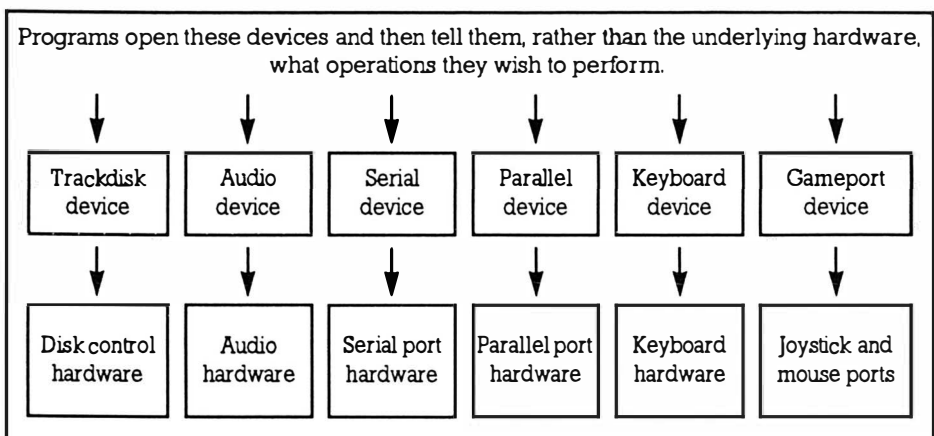 Programs open these devices and then tell them, rather than the underlying hardware,
what operations they wish to perform.
Trackdisk
device
Audio
device
Serial
device
Parallel
device
Keyboard
device
Gameport
device
Disk control
hardware
Audio
hardware
Serial port
hardware
Parallel port
hardware
Keyboard
hardware
Joystick and
mouse ports